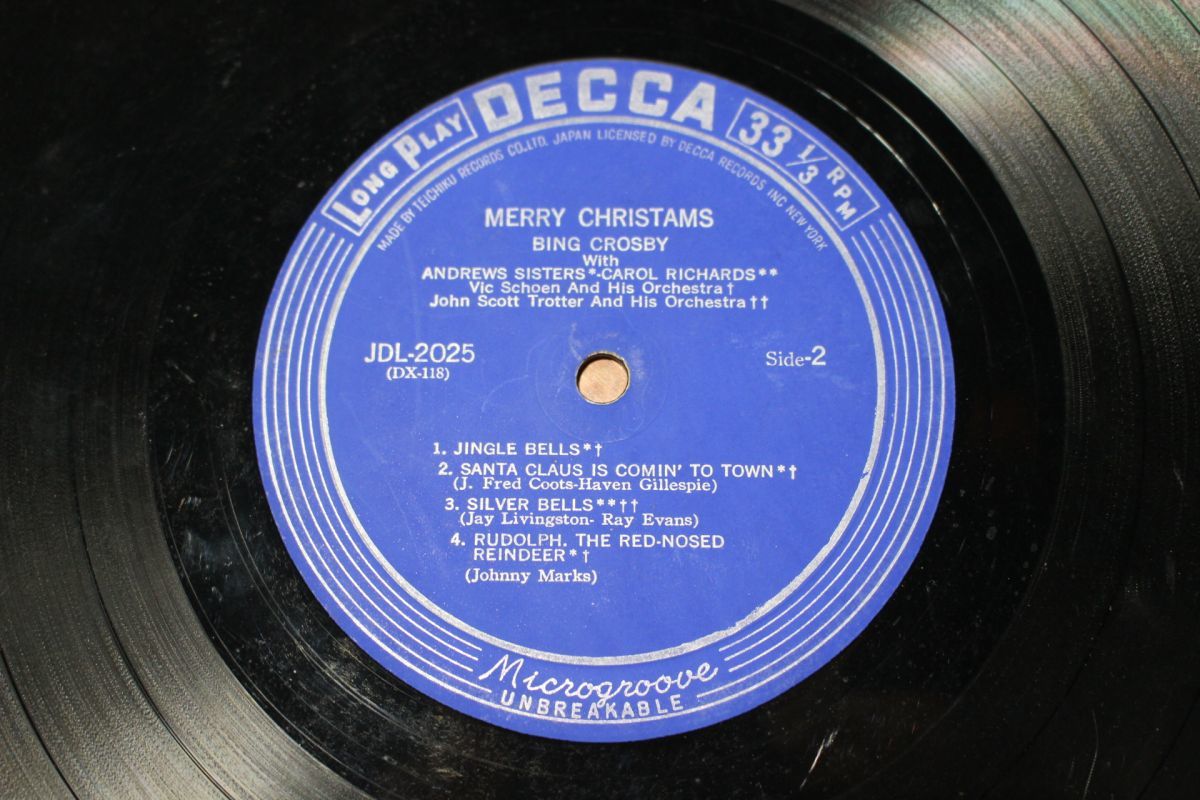 LONG PLAY DECCA 33 1/3 RPM
MADE BY TEICHIKU RECORDS CO.,LTD. JAPAN LICENSED BY DECCA RECORDS INC NEW YORK
MERRY CHRISTAMS
BING CROSBY
With
ANDREWS SISTERS*-CAROL RICHARDS**
Vic Schoen And His Orchestra†
John Scott Trotter And His Orchestra††
JDL-2025
(DX-118)
Side-2
1. JINGLE BELLS*†
2. SANTA CLAUS IS COMIN' TO TOWN*†
(J. Fred Coots-Haven Gillespie)
3. SILVER BELLS**††
(Jay Livingston- Ray Evans)
4. RUDOLPH. THE RED-NOSED
REINDEER*†
(Johnny Marks)
Microgroove
UNBREAKABLE